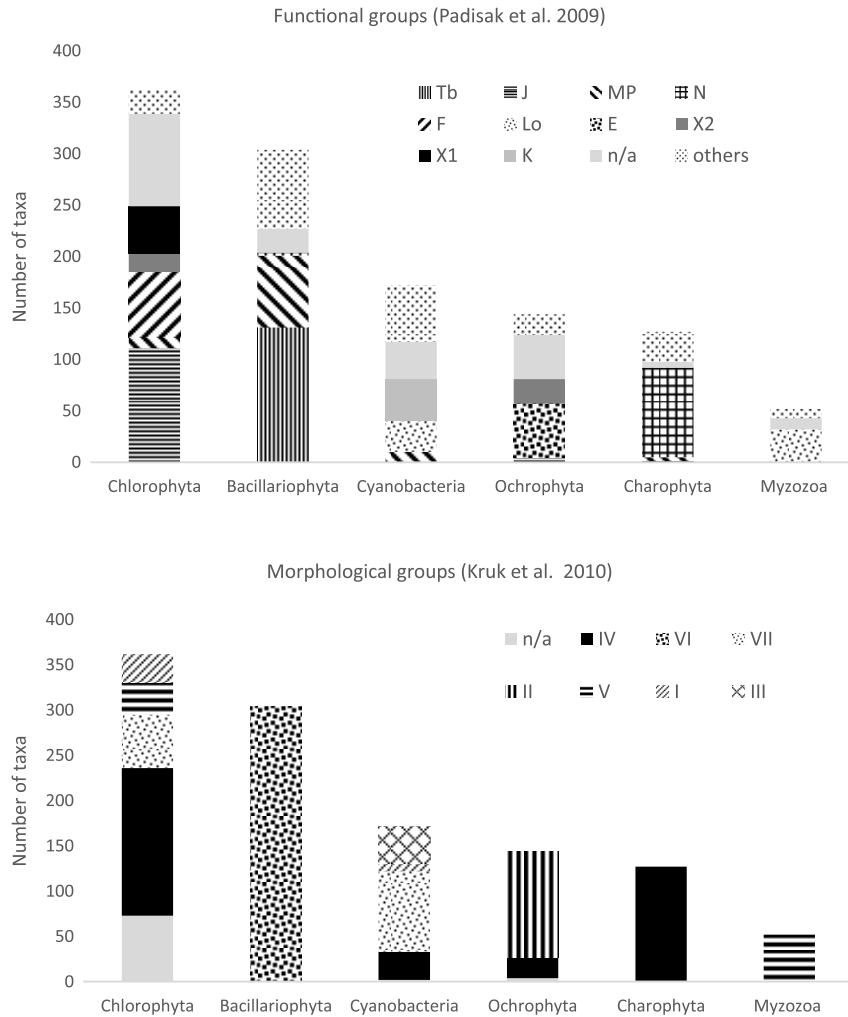 Functional groups (Padisak et al. 2009)
400
350
300
250
200
150
100
50
0
Number of taxa
Tb J MP N
F Lo E X2
X1 K n/a others
Chlorophyta Bacillariophyta Cyanobacteria Ochrophyta Charophyta Myzozoa
Morphological groups (Kruk et al. 2010)
400
350
300
250
200
150
100
50
0
Number of taxa
n/a IV VI VII
II V I III
Chlorophyta Bacillariophyta Cyanobacteria Ochrophyta Charophyta Myzozoa